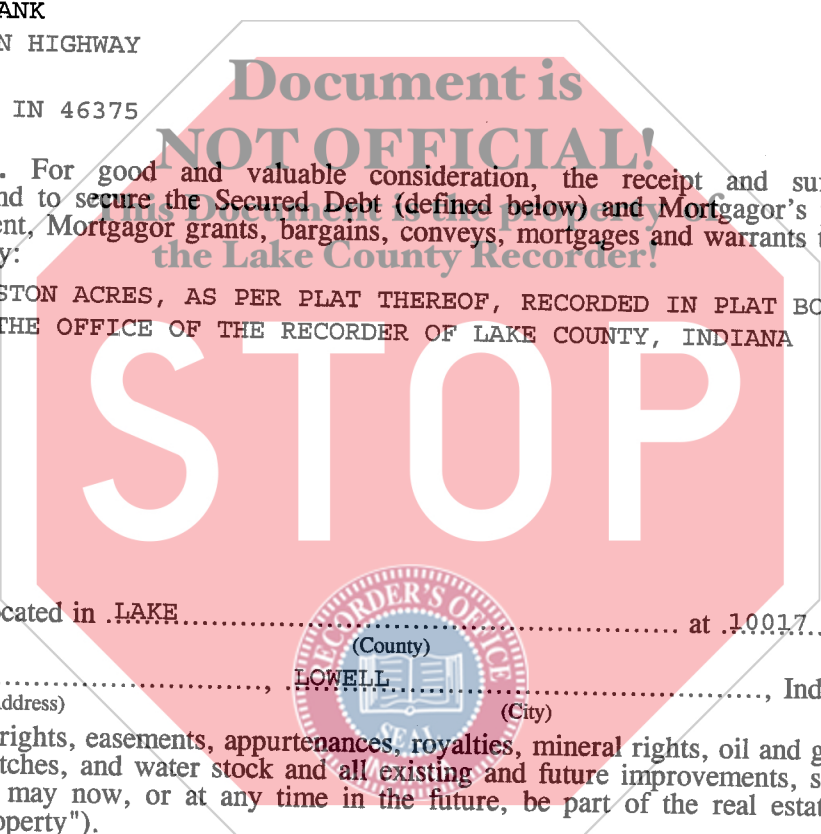 ANK
N HIGHWAY
Document is
IN 46375
NOT OFFICIAL!
. For good and valuable consideration, the receipt and su
nd to secure the Secured Debt (defined below) and Mortgagor's
This Document is the property of
ent, Mortgagor grants, bargains, conveys, mortgages and warrants t
y:
the Lake County Recorder!
STON ACRES, AS PER PLAT THEREOF, RECORDED IN PLAT BO
THE OFFICE OF THE RECORDER OF LAKE COUNTY, INDIANA
STOP
cated in .LAKE.................................................. at .10017..
(County)
RECORDER'S OFFICE
SEAL
........................, .LOWELL......................................, Ind
ddress)
(City)
rights, easements, appurtenances, royalties, mineral rights, oil and g
tches, and water stock and all existing and future improvements, s
may now, or at any time in the future, be part of the real estat
operty").